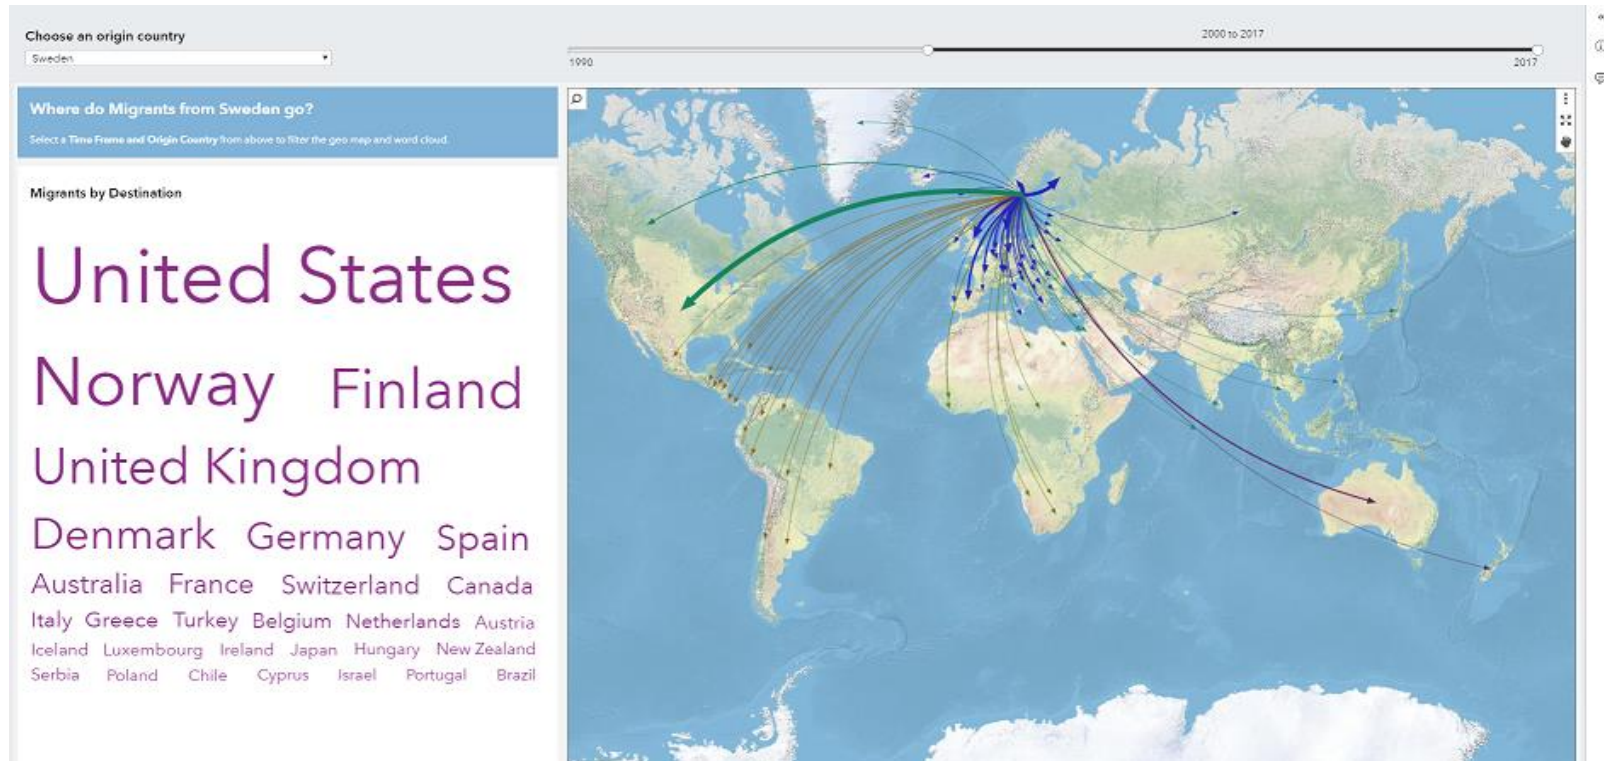 Choose an origin country
Sweden
2000 to 2017
1990
2017
Where do Migrants from Sweden go?
Select a Time Frame and Origin Country from above to filter the geo map and word cloud.
Migrants by Destination
United States
Norway Finland
United Kingdom
Denmark Germany Spain
Australia France Switzerland Canada
Italy Greece Turkey Belgium Netherlands Austria
Iceland Luxembourg Ireland Japan Hungary New Zealand
Serbia Poland Chile Cyprus Israel Portugal Brazil